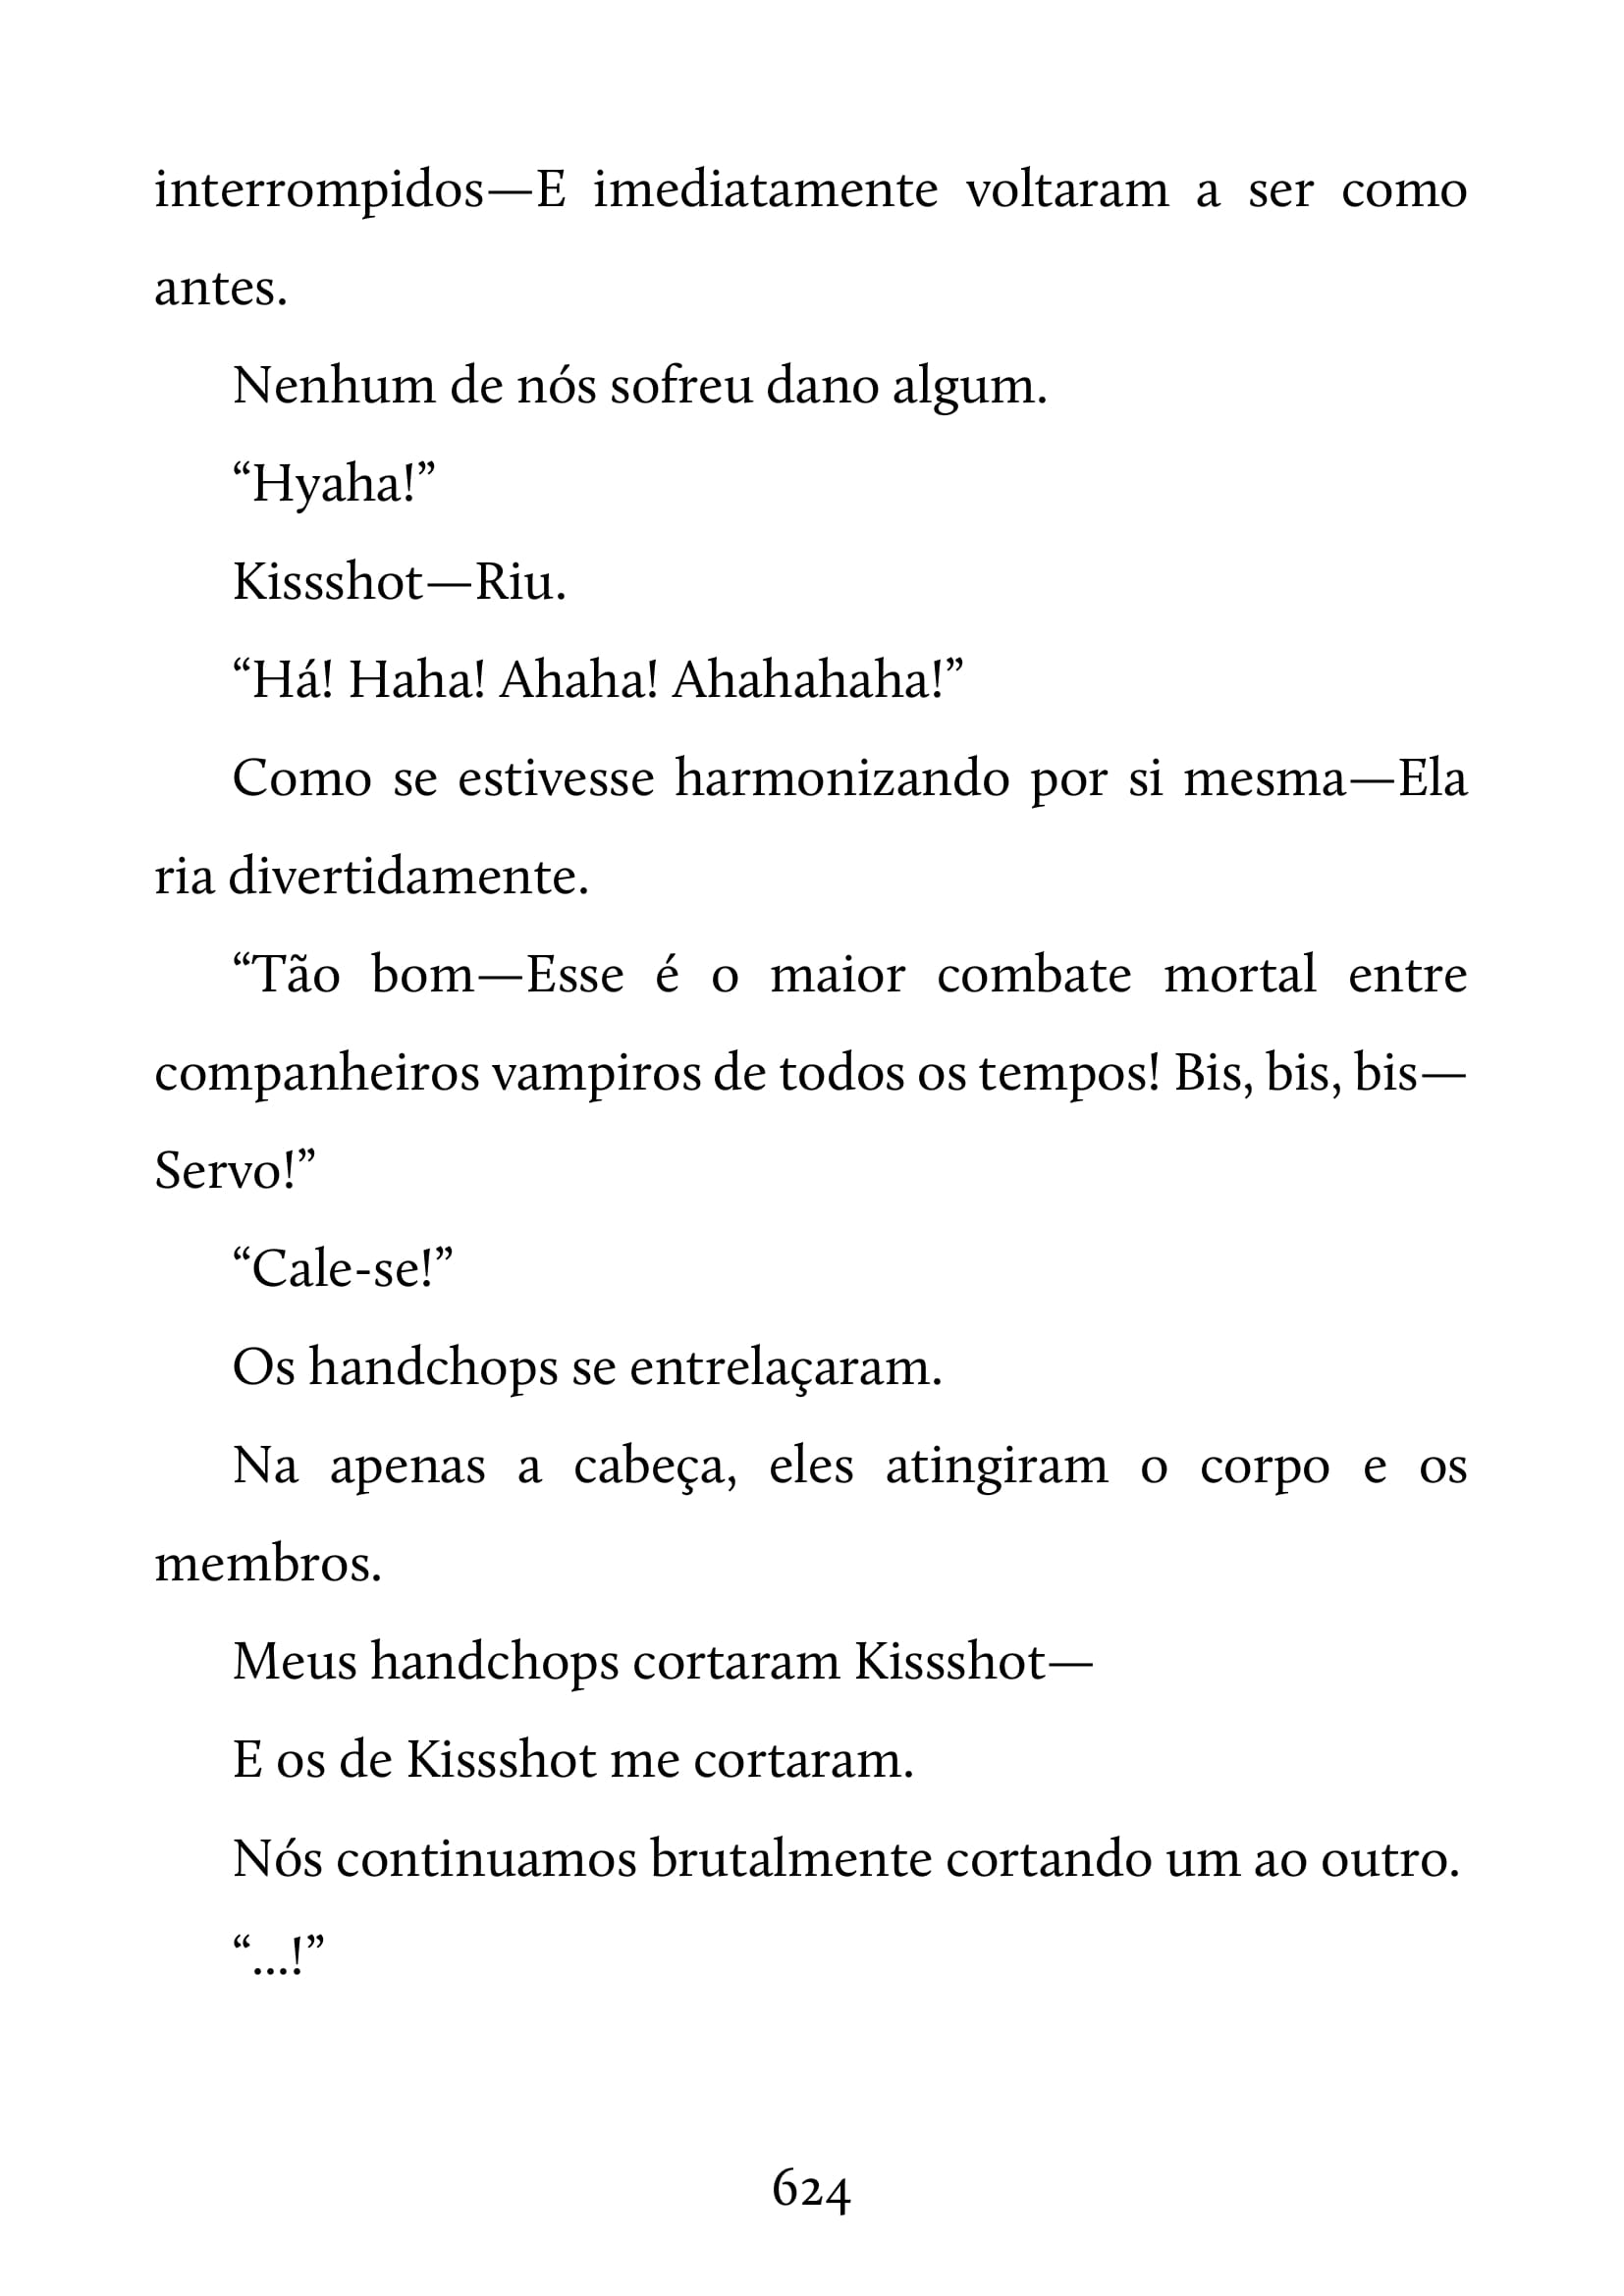 interrompidos—E imediatamente voltaram a ser como
antes.
Nenhum de nós sofreu dano algum.
“Hyaha!”
Kissshot—Riu.
“Há! Haha! Ahaha! Ahahahaha!”
Como se estivesse harmonizando por si mesma—Ela
ria divertidamente.
“Tão bom—Esse é o maior combate mortal entre
companheiros vampiros de todos os tempos! Bis, bis, bis—
Servo!”
“Cale-se!”
Os handchops se entrelaçaram.
Na apenas a cabeça, eles atingiram o corpo e os
membros.
Meus handchops cortaram Kissshot—
E os de Kissshot me cortaram.
Nós continuamos brutalmente cortando um ao outro.
“...!”
624